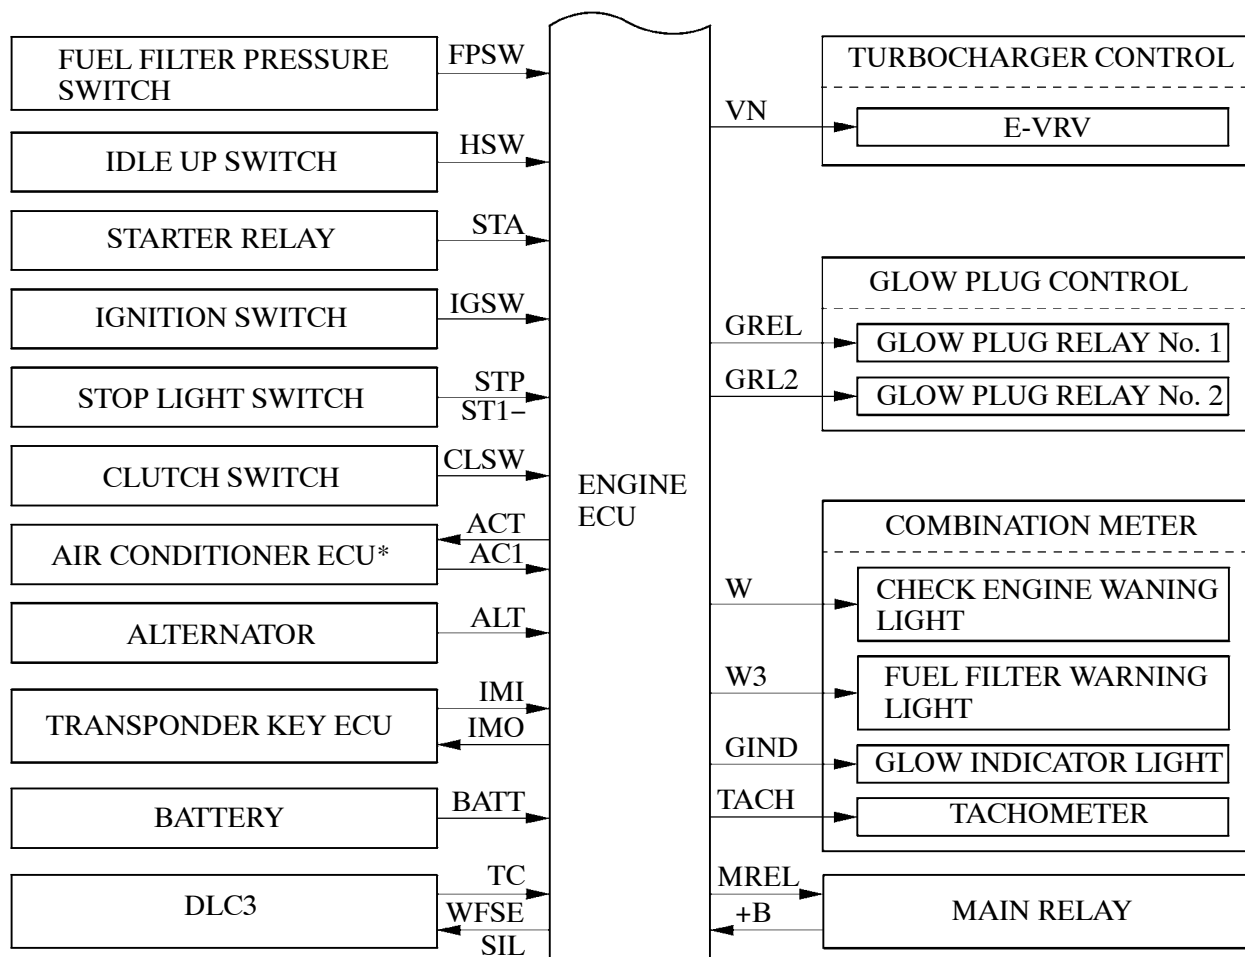 FUEL FILTER PRESSURE
SWITCH
FPSW
IDLE UP SWITCH
HSW
STARTER RELAY
STA
IGNITION SWITCH
IGSW
STOP LIGHT SWITCH
STP
ST1−
CLUTCH SWITCH
CLSW
AIR CONDITIONER ECU*
ACT
AC1
ALTERNATOR
ALT
TRANSPONDER KEY ECU
IMI
IMO
BATTERY
BATT
DLC3
TC
WFSE
SIL
ENGINE
ECU
TURBOCHARGER CONTROL
VN
E-VRV
GLOW PLUG CONTROL
GREL
GLOW PLUG RELAY No. 1
GRL2
GLOW PLUG RELAY No. 2
COMBINATION METER
W
CHECK ENGINE WANING
LIGHT
W3
FUEL FILTER WARNING
LIGHT
GIND
GLOW INDICATOR LIGHT
TACH
TACHOMETER
MREL
+B
MAIN RELAY